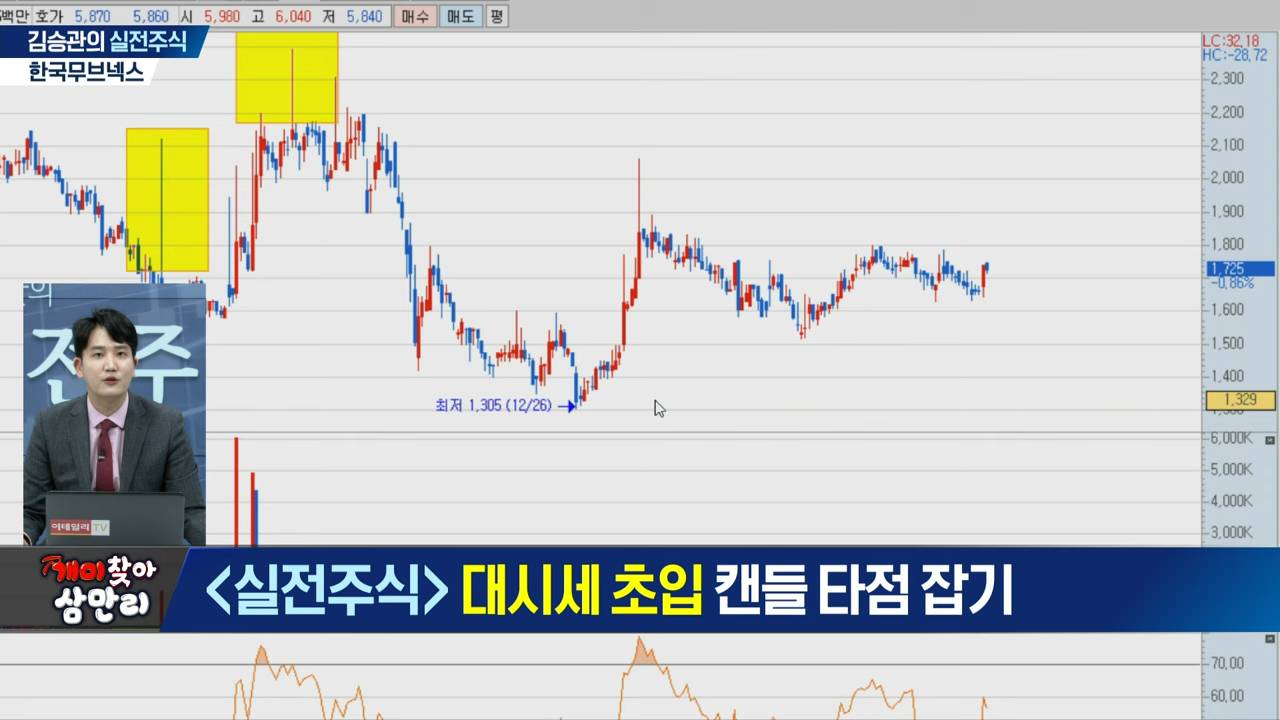 백만 호가 5,870 5,860 시 5,980 고 6,040 저 5,840 매수 매도 평
김승관의 실전주식
한국무브넥스
LC:32,18
HC:-28,72
2,300
2,200
2,100
2,000
1,900
1,800
1,725
-0,86%
1,600
1,500
1,400
1,329
최저 1,305 (12/26)
6,000K
5,000K
4,000K
3,000K
이데일리 TV
개미찾아
삼만리
<실전주식> 대시세 초입 캔들 타점 잡기
70,00
60,00